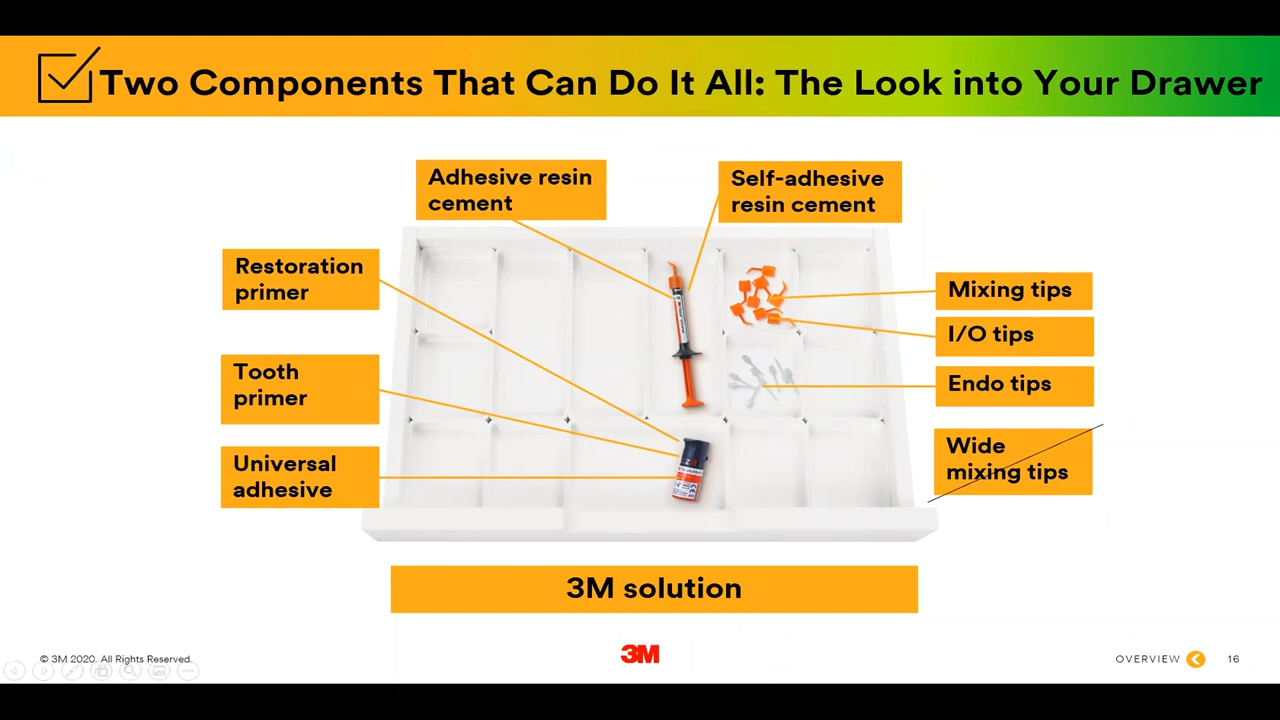 Two Components That Can Do It All: The Look into Your Drawer
Adhesive resin
cement
Self-adhesive
resin cement
Restoration
primer
Tooth
primer
Universal
adhesive
Mixing tips
I/O tips
Endo tips
Wide
mixing tips
3M solution
© 3M 2020. All Rights Reserved.
3M
OVERVIEW
16